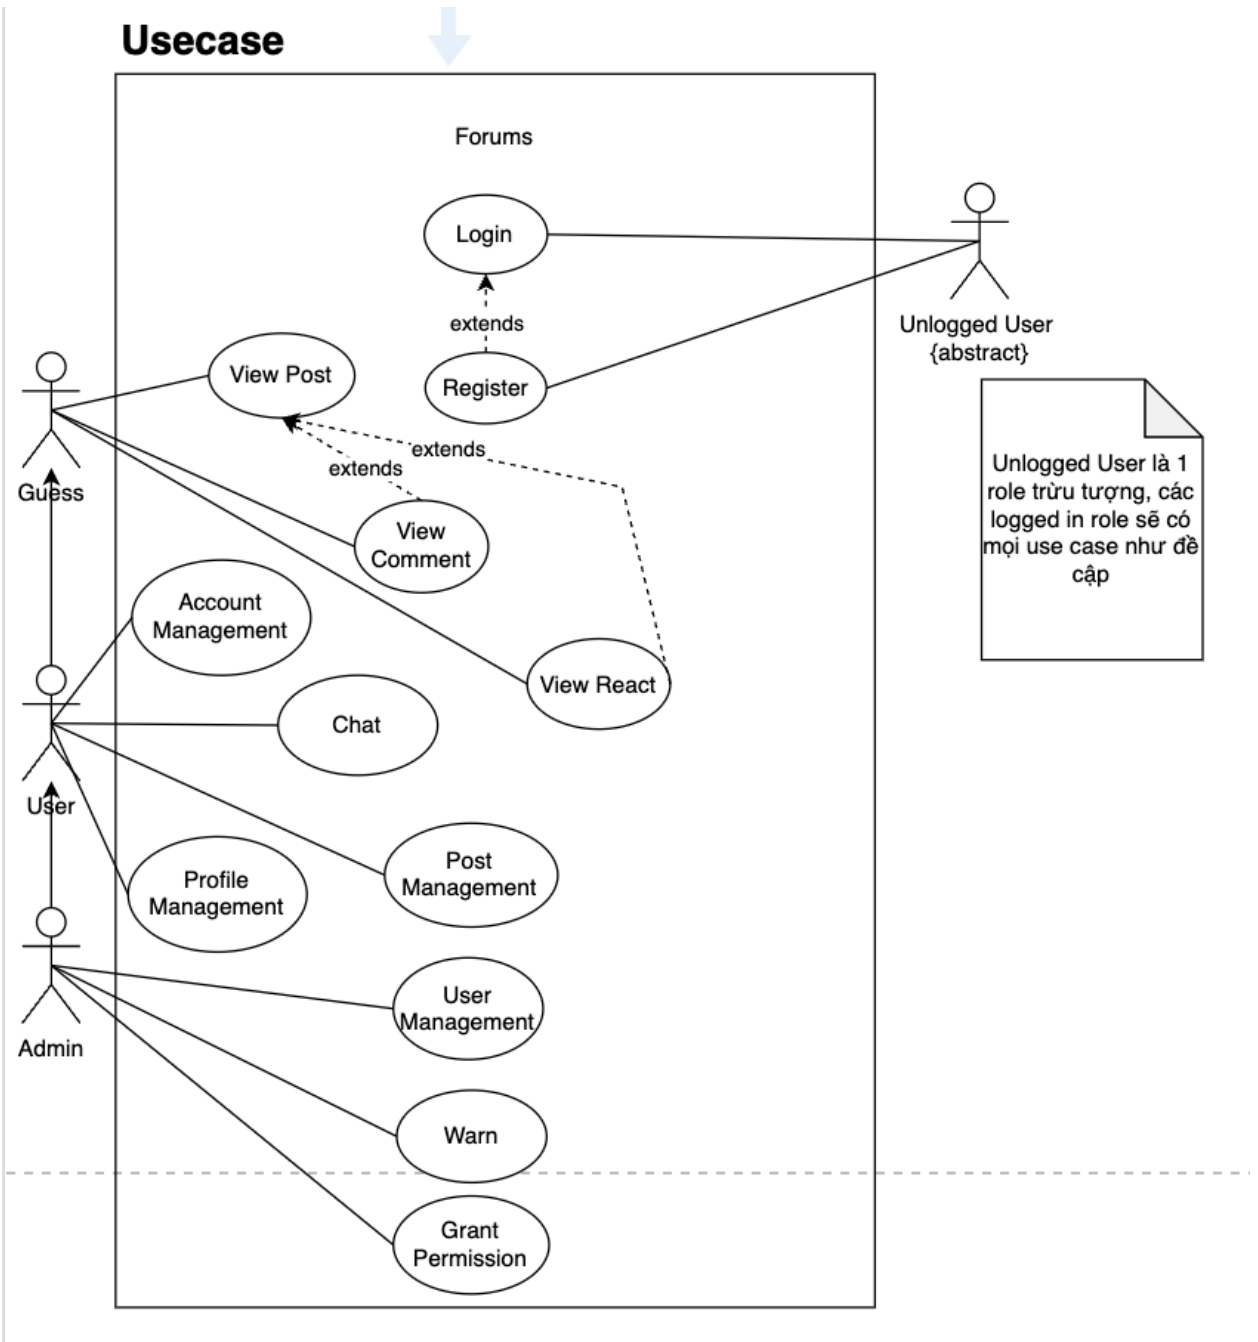 Usecase
Forums
Login
extends
Register
Unlogged User
{abstract}
Unlogged User là 1
role trừu tượng, các
logged in role sẽ có
mọi use case như đề
cập
View Post
extends
extends
Guess
View
Comment
Account
Management
View React
Chat
User
Post
Management
Profile
Management
User
Management
Admin
Warn
Grant
Permission